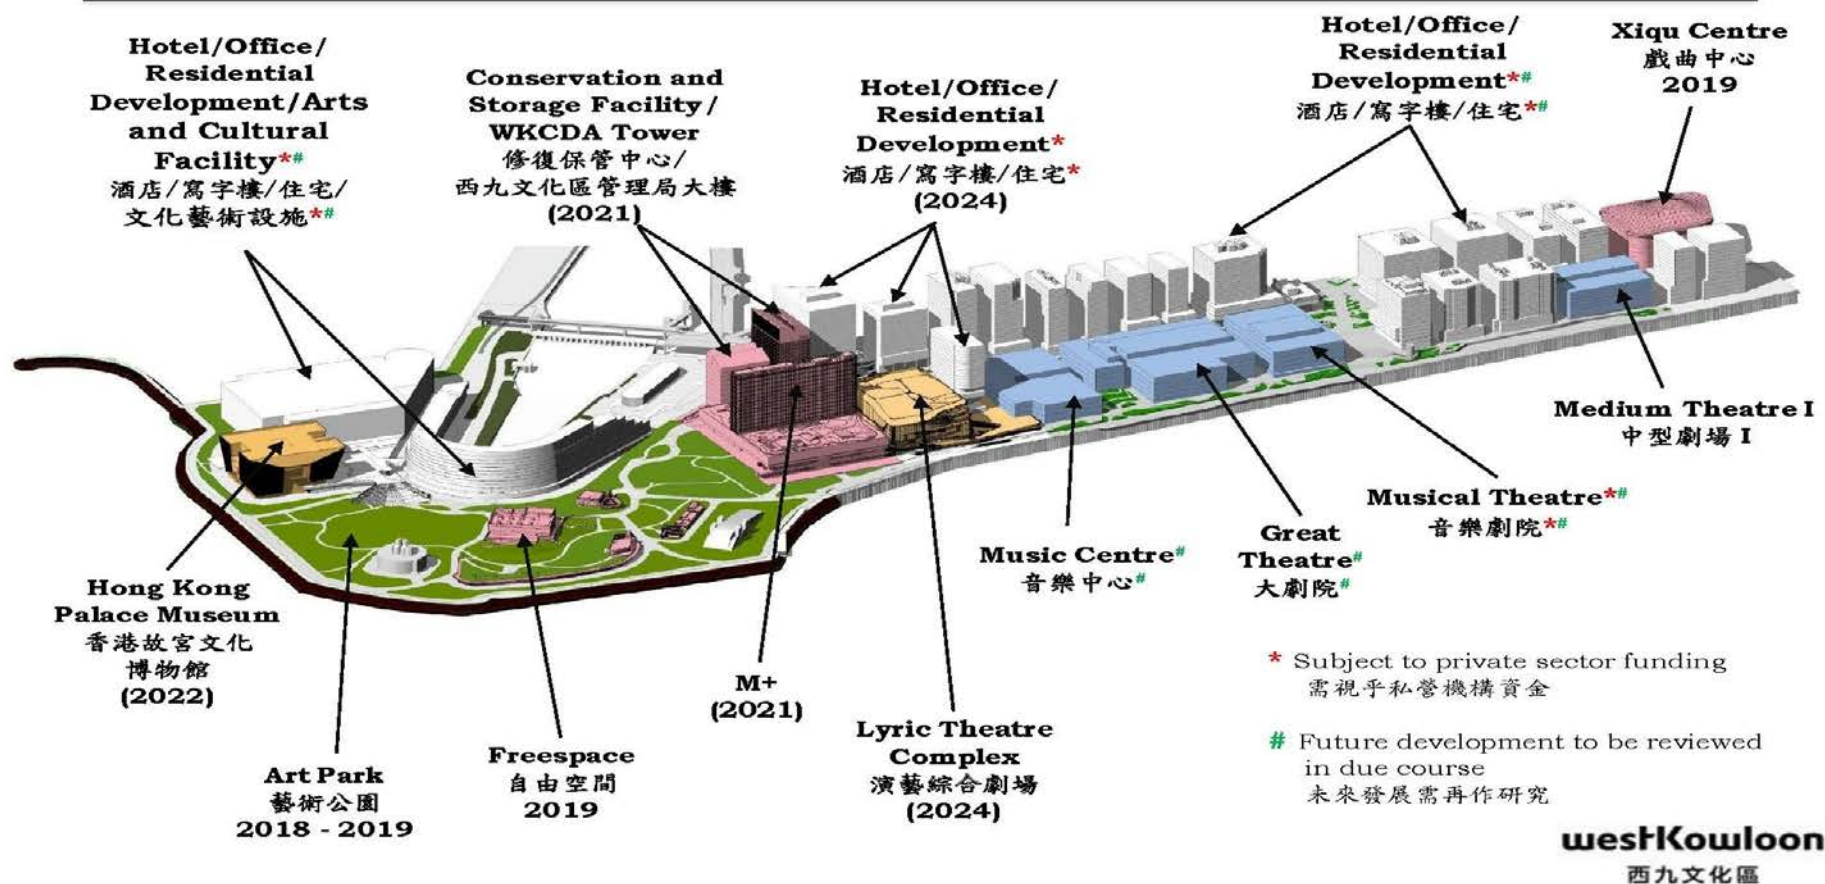 Hotel/Office/
Residential
Development/Arts
and Cultural
Facility*#
酒店/寫字樓/住宅/
文化藝術設施*#
Conservation and
Storage Facility/
WKCDA Tower
修復保管中心/
西九文化區管理局大樓
(2021)
Hotel/Office/
Residential
Development*
酒店/寫字樓/住宅*
(2024)
Hotel/Office/
Residential
Development*#
酒店/寫字樓/住宅*#
Xiqu Centre
戲曲中心
2019
Medium Theatre I
中型劇場 I
Musical Theatre*#
音樂劇院*#
Great
Theatre#
大劇院#
Music Centre#
音樂中心#
Hong Kong
Palace Museum
香港故宮文化
博物館
(2022)
Art Park
藝術公園
2018 - 2019
Freespace
自由空間
2019
M+
(2021)
Lyric Theatre
Complex
演藝綜合劇場
(2024)
* Subject to private sector funding
需視乎私營機構資金
# Future development to be reviewed
in due course
未來發展需再作研究
westKowloon
西九文化區